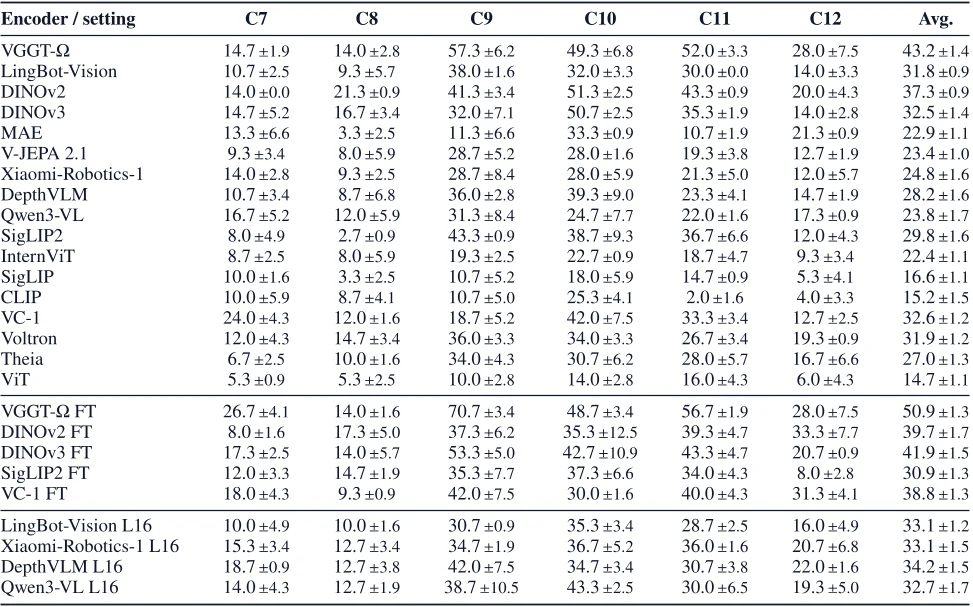 Encoder / setting C7 C8 C9 C10 C11 C12 Avg.
VGGT-Ω 14.7 ±1.9 14.0 ±2.8 57.3 ±6.2 49.3 ±6.8 52.0 ±3.3 28.0 ±7.5 43.2 ±1.4
LingBot-Vision 10.7 ±2.5 9.3 ±5.7 38.0 ±1.6 32.0 ±3.3 30.0 ±0.0 14.0 ±3.3 31.8 ±0.9
DINOv2 14.0 ±0.0 21.3 ±0.9 41.3 ±3.4 51.3 ±2.5 43.3 ±0.9 20.0 ±4.3 37.3 ±0.9
DINOv3 14.7 ±5.2 16.7 ±3.4 32.0 ±7.1 50.7 ±2.5 35.3 ±1.9 14.0 ±2.8 32.5 ±1.4
MAE 13.3 ±6.6 3.3 ±2.5 11.3 ±6.6 33.3 ±0.9 10.7 ±1.9 21.3 ±0.9 22.9 ±1.1
V-JEPA 2.1 9.3 ±3.4 8.0 ±5.9 28.7 ±5.2 28.0 ±1.6 19.3 ±3.8 12.7 ±1.9 23.4 ±1.0
Xiaomi-Robotics-1 14.0 ±2.8 9.3 ±2.5 28.7 ±8.4 28.0 ±5.9 21.3 ±5.0 12.0 ±5.7 24.8 ±1.6
DepthVLM 10.7 ±3.4 8.7 ±6.8 36.0 ±2.8 39.3 ±9.0 23.3 ±4.1 14.7 ±1.9 28.2 ±1.6
Qwen3-VL 16.7 ±5.2 12.0 ±5.9 31.3 ±8.4 24.7 ±7.7 22.0 ±1.6 17.3 ±0.9 23.8 ±1.7
SigLIP2 8.0 ±4.9 2.7 ±0.9 43.3 ±0.9 38.7 ±9.3 36.7 ±6.6 12.0 ±4.3 29.8 ±1.6
InternViT 8.7 ±2.5 8.0 ±5.9 19.3 ±2.5 22.7 ±0.9 18.7 ±4.7 9.3 ±3.4 22.4 ±1.1
SigLIP 10.0 ±1.6 3.3 ±2.5 10.7 ±5.2 18.0 ±5.9 14.7 ±0.9 5.3 ±4.1 16.6 ±1.1
CLIP 10.0 ±5.9 8.7 ±4.1 10.7 ±5.0 25.3 ±4.1 2.0 ±1.6 4.0 ±3.3 15.2 ±1.5
VC-1 24.0 ±4.3 12.0 ±1.6 18.7 ±5.2 42.0 ±7.5 33.3 ±3.4 12.7 ±2.5 32.6 ±1.2
Voltron 12.0 ±4.3 14.7 ±3.4 36.0 ±3.3 34.0 ±3.3 26.7 ±3.4 19.3 ±0.9 31.9 ±1.2
Theia 6.7 ±2.5 10.0 ±1.6 34.0 ±4.3 30.7 ±6.2 28.0 ±5.7 16.7 ±6.6 27.0 ±1.3
ViT 5.3 ±0.9 5.3 ±2.5 10.0 ±2.8 14.0 ±2.8 16.0 ±4.3 6.0 ±4.3 14.7 ±1.1
VGGT-Ω FT 26.7 ±4.1 14.0 ±1.6 70.7 ±3.4 48.7 ±3.4 56.7 ±1.9 28.0 ±7.5 50.9 ±1.3
DINOv2 FT 8.0 ±1.6 17.3 ±5.0 37.3 ±6.2 35.3 ±12.5 39.3 ±4.7 33.3 ±7.7 39.7 ±1.7
DINOv3 FT 17.3 ±2.5 14.0 ±5.7 53.3 ±5.0 42.7 ±10.9 43.3 ±4.7 20.7 ±0.9 41.9 ±1.5
SigLIP2 FT 12.0 ±3.3 14.7 ±1.9 35.3 ±7.7 37.3 ±6.6 34.0 ±4.3 8.0 ±2.8 30.9 ±1.3
VC-1 FT 18.0 ±4.3 9.3 ±0.9 42.0 ±7.5 30.0 ±1.6 40.0 ±4.3 31.3 ±4.1 38.8 ±1.3
LingBot-Vision L16 10.0 ±4.9 10.0 ±1.6 30.7 ±0.9 35.3 ±3.4 28.7 ±2.5 16.0 ±4.9 33.1 ±1.2
Xiaomi-Robotics-1 L16 15.3 ±3.4 12.7 ±3.4 34.7 ±1.9 36.7 ±5.2 36.0 ±1.6 20.7 ±6.8 33.1 ±1.5
DepthVLM L16 18.7 ±0.9 12.7 ±3.8 42.0 ±7.5 34.7 ±3.4 30.7 ±3.8 22.0 ±1.6 34.2 ±1.5
Qwen3-VL L16 14.0 ±4.3 12.7 ±1.9 38.7 ±10.5 43.3 ±2.5 30.0 ±6.5 19.3 ±5.0 32.7 ±1.7